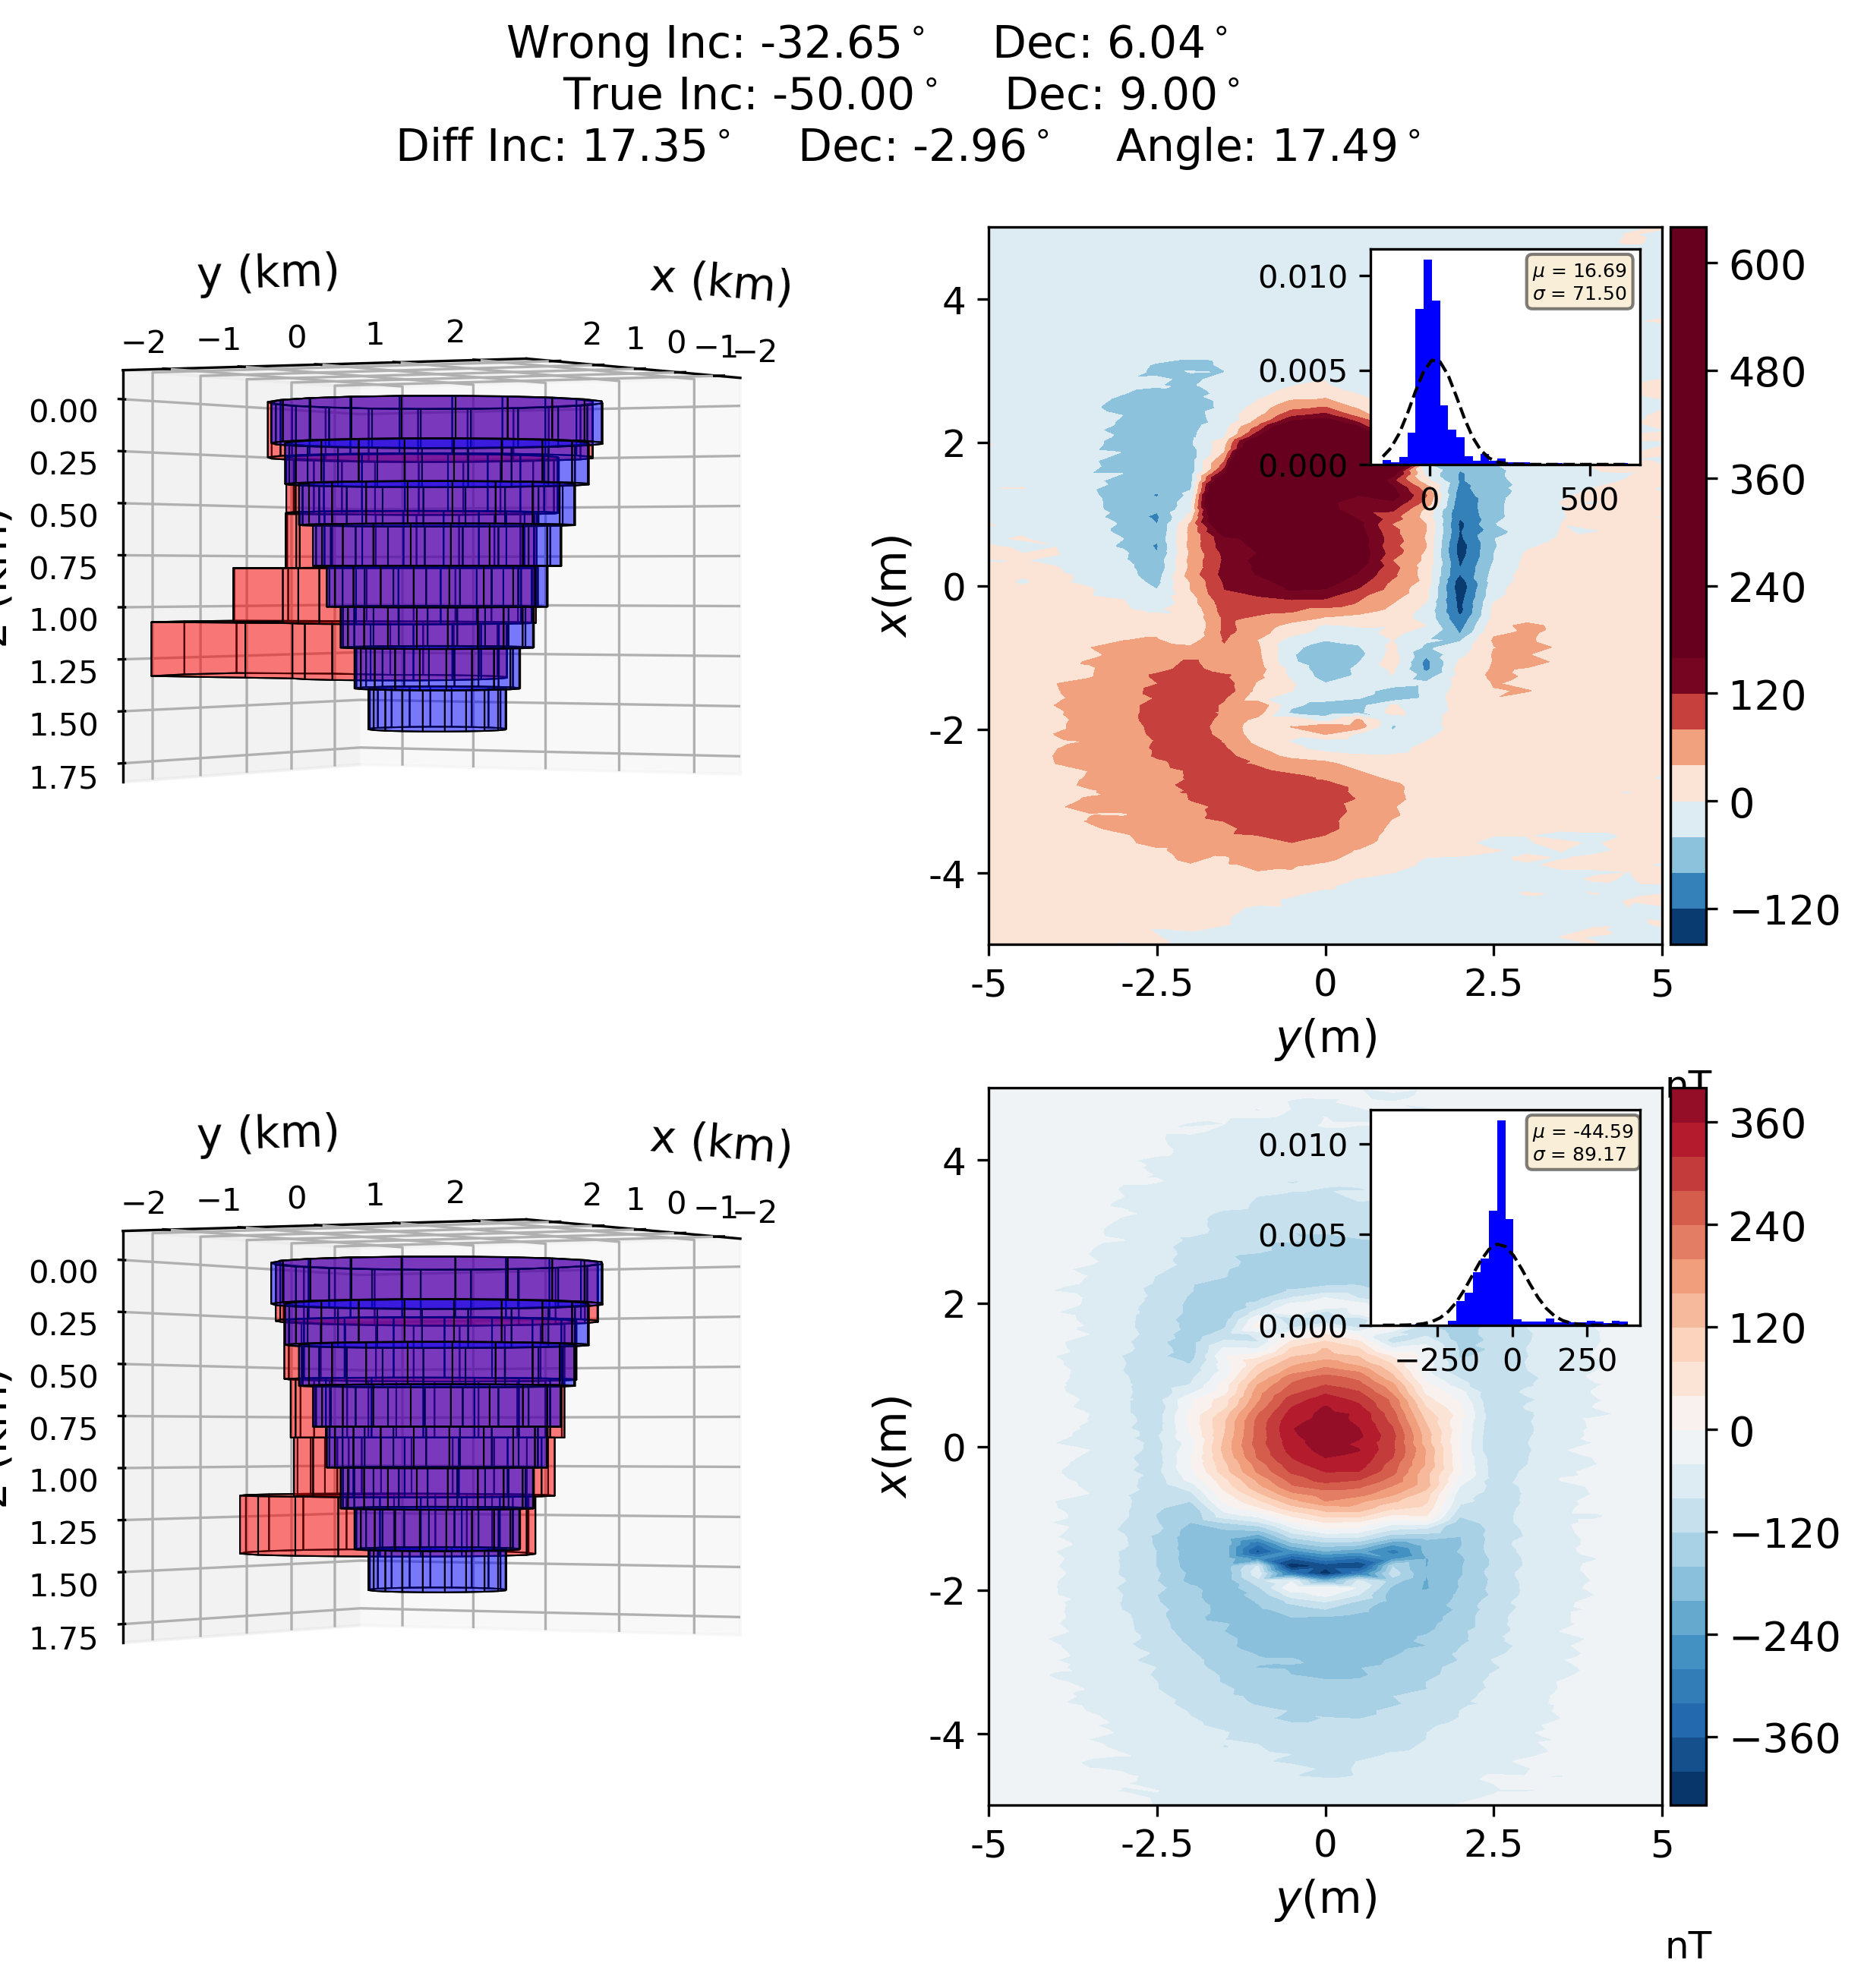 Wrong Inc: -32.65° Dec: 6.04°
True Inc: -50.00° Dec: 9.00°
Diff Inc: 17.35° Dec: -2.96° Angle: 17.49°
y (km) x (km)
−2 −1 0 1 2 2 1 0 −1 −2
0.00
0.25
0.50
0.75
1.00
1.25
1.50
1.75
4
2
0
-2
-4
x(m)
-5 -2.5 0 2.5 5
y(m)
0.010
0.005
0.000
0 500
μ = 16.69
σ = 71.50
600
480
360
240
120
0
−120
nT
y (km) x (km)
−2 −1 0 1 2 2 1 0 −1 −2
0.00
0.25
0.50
0.75
1.00
1.25
1.50
1.75
4
2
0
-2
-4
x(m)
-5 -2.5 0 2.5 5
y(m)
0.010
0.005
0.000
−250 0 250
μ = -44.59
σ = 89.17
360
240
120
0
−120
−240
−360
nT